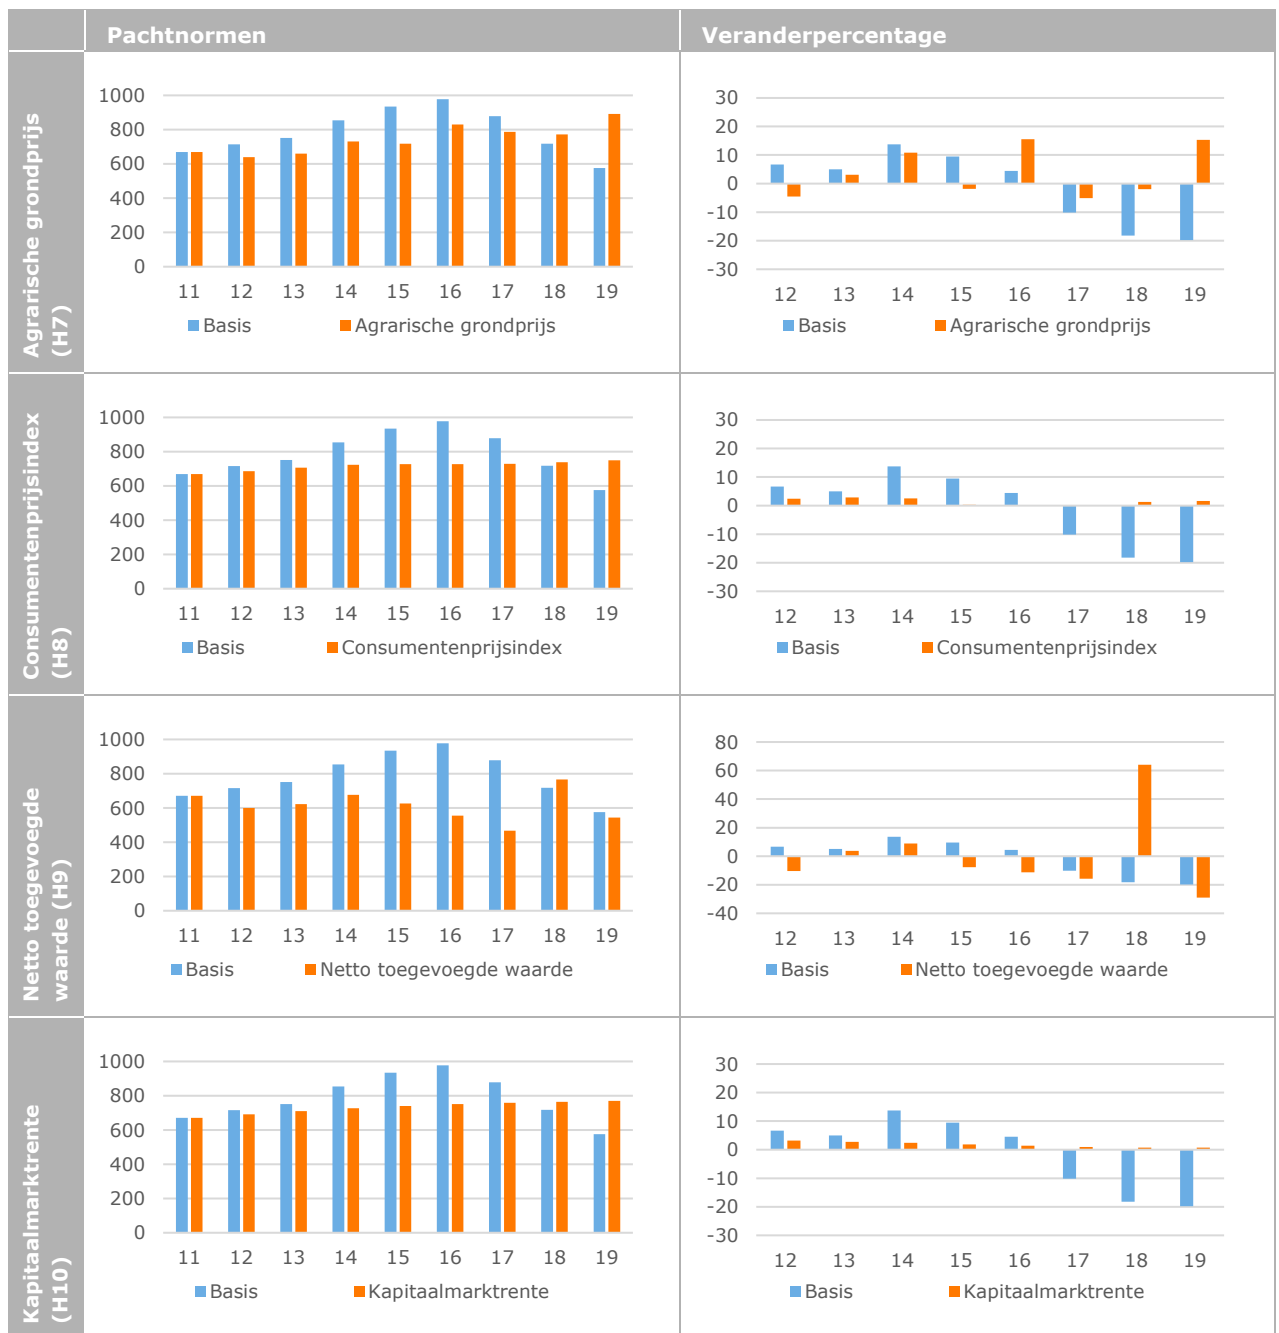 Pachtnormen
Veranderpercentage
Agrarische grondprijs
(H7)
1000
800
600
400
200
0
11 12 13 14 15 16 17 18 19
Basis Agrarische grondprijs
30
20
10
0
-10
-20
-30
12 13 14 15 16 17 18 19
Basis Agrarische grondprijs
Consumentenprijsindex
(H8)
1000
800
600
400
200
0
11 12 13 14 15 16 17 18 19
Basis Consumentenprijsindex
30
20
10
0
-10
-20
-30
12 13 14 15 16 17 18 19
Basis Consumentenprijsindex
Netto toegevoegde
waarde (H9)
1000
800
600
400
200
0
11 12 13 14 15 16 17 18 19
Basis Netto toegevoegde waarde
80
60
40
20
0
-20
-40
12 13 14 15 16 17 18 19
Basis Netto toegevoegde waarde
Kapitaalmarktrente
(H10)
1000
800
600
400
200
0
11 12 13 14 15 16 17 18 19
Basis Kapitaalmarktrente
30
20
10
0
-10
-20
-30
12 13 14 15 16 17 18 19
Basis Kapitaalmarktrente